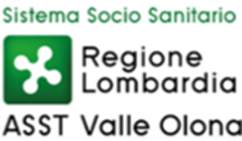 Sistema Socio Sanitario
Regione
Lombardia
ASST Valle Olona